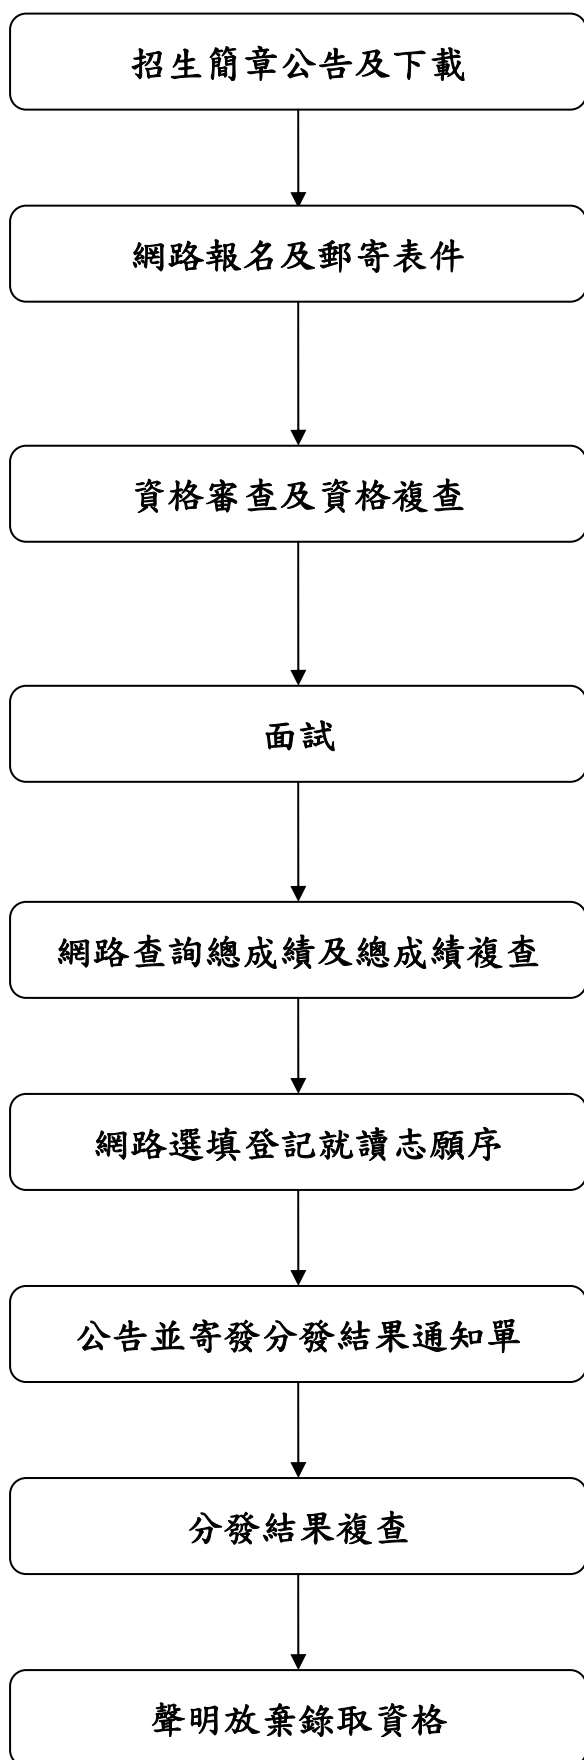 招生簡章公告及下載
網路報名及郵寄表件
資格審查及資格複查
面試
網路查詢總成績及總成績複查
網路選填登記就讀志願序
公告並寄發分發結果通知單
分發結果複查
聲明放棄錄取資格